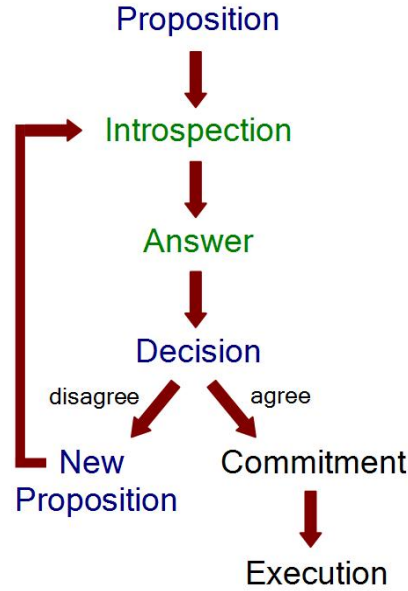 Proposition
Introspection
Answer
Decision
disagree
agree
New
Proposition
Commitment
Execution